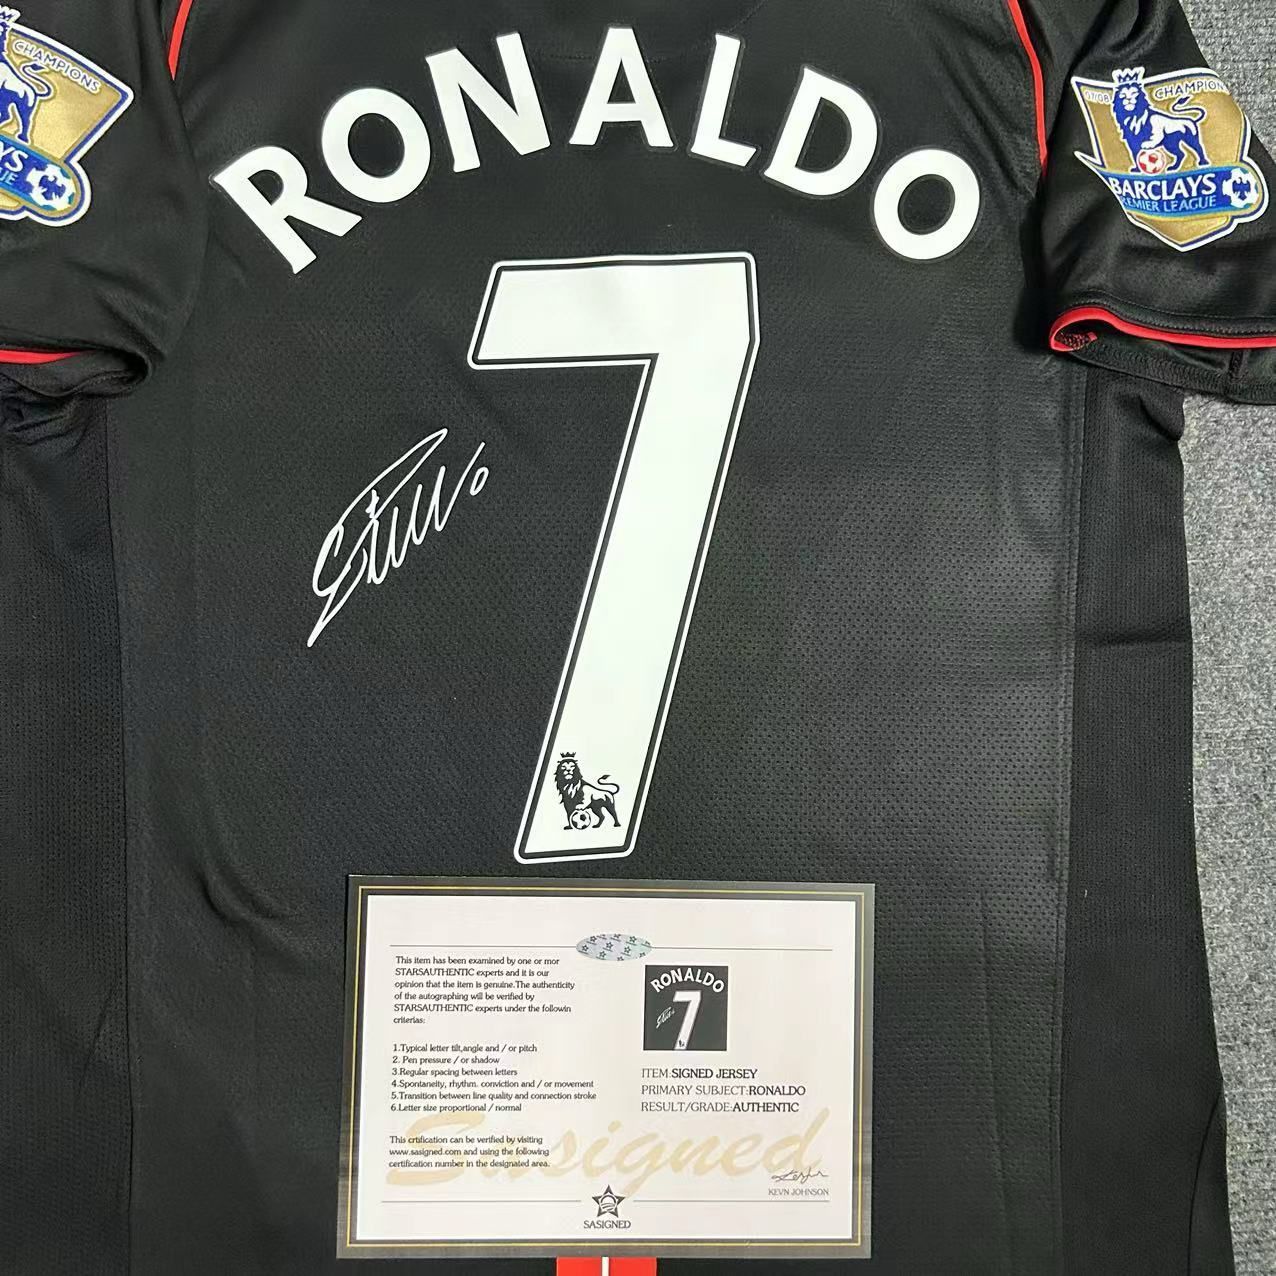 RONALDO
CHAMPIONS
07/08 CHAMPION
BARCLAYS
PREMIER LEAGUE
7
This item has been examined by one or mor
STARSAUTHENTIC experts and it is our
opinion that the item is genuine.The authenticity
of the autographing will be verified by
STARSAUTHENTIC experts under the followin
criterias:
1.Typical letter tilt,angle and / or pitch
2. Pen pressure / or shadow
3.Regular spacing between letters
4.Spontaneity, rhythm. conviction and / or movement
5.Transition between line quality and connection stroke
6.Letter size proportional / normal
This crtification can be verified by visiting
www.sasigned.com and using the following
certification number in the designated area.
RONALDO
7
ITEM:SIGNED JERSEY
PRIMARY SUBJECT:RONALDO
RESULT/GRADE:AUTHENTIC
Sasigned
KEVN JOHNSON
SASIGNED